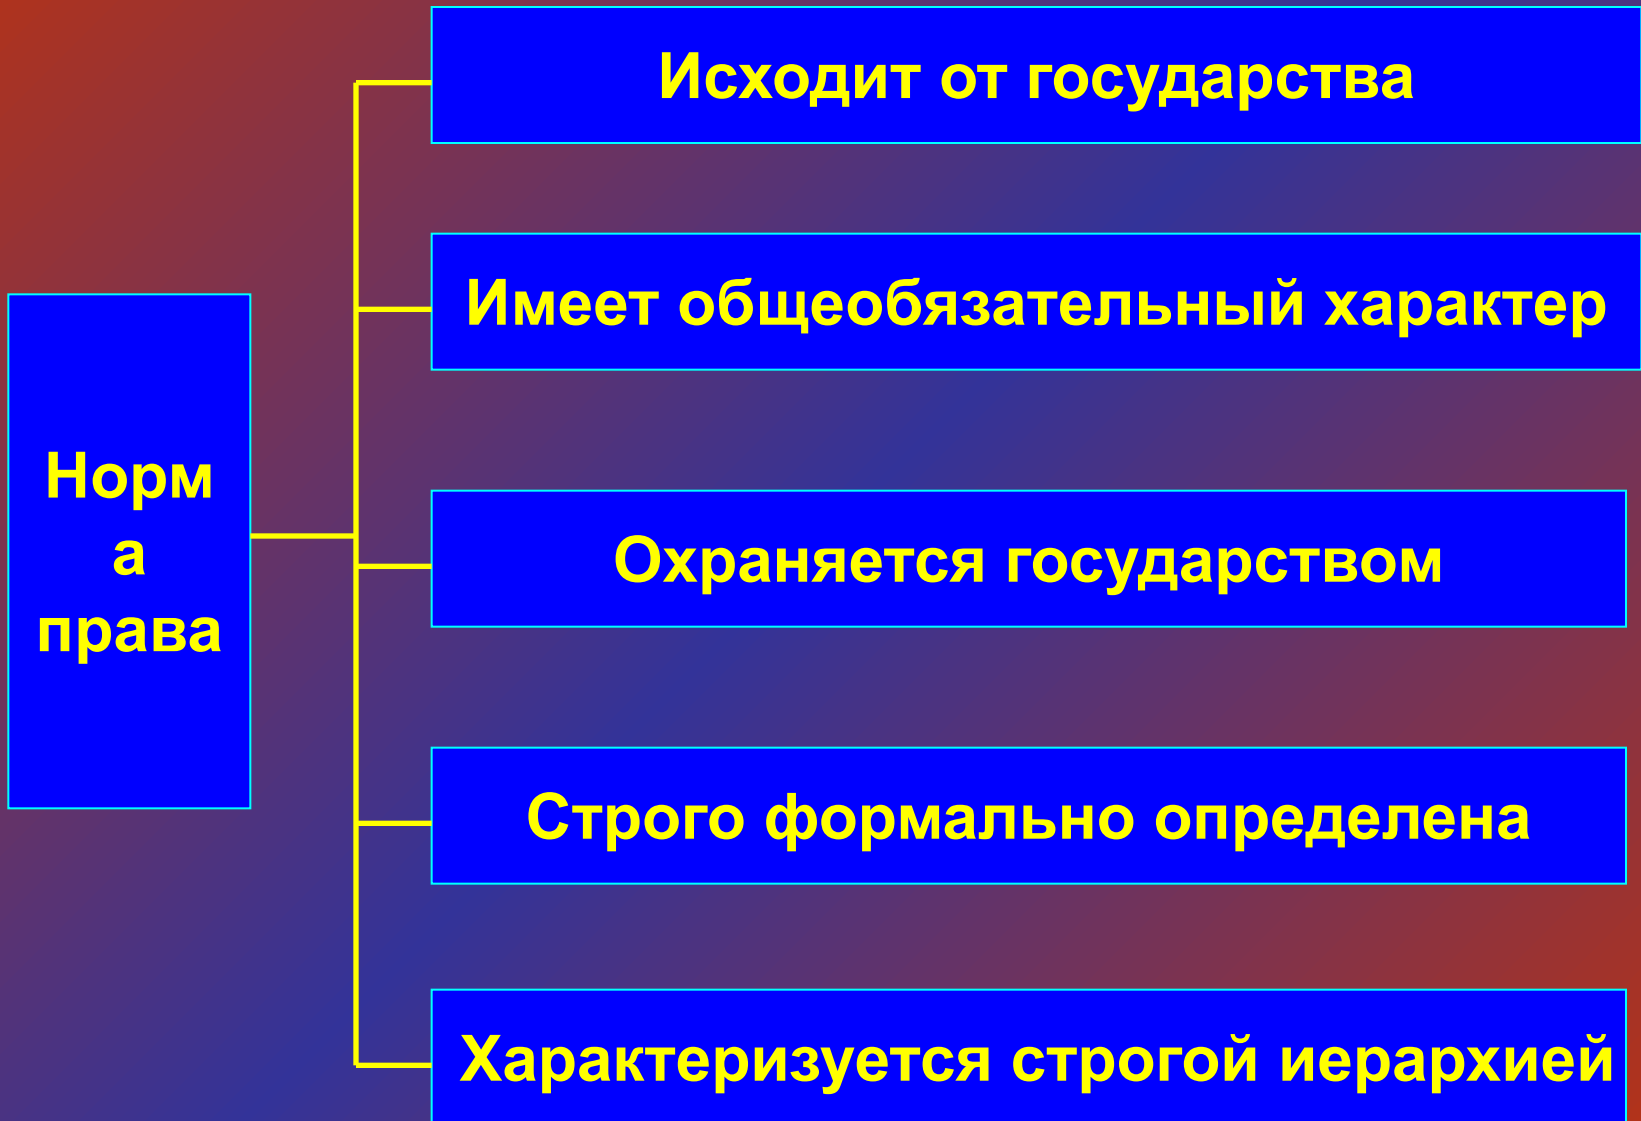 Норм
а
права
Исходит от государства
Имеет общеобязательный характер
Охраняется государством
Строго формально определена
Характеризуется строгой иерархией